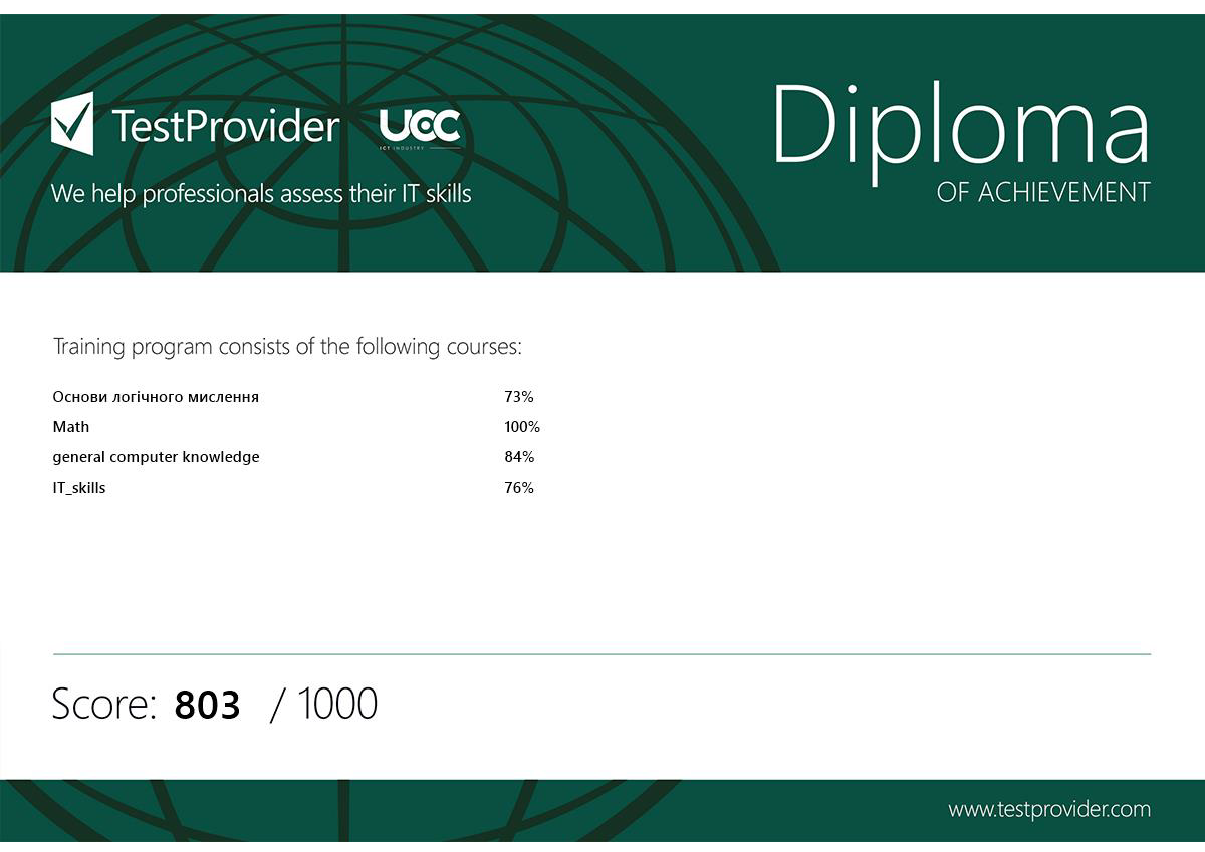 TestProvider
UCC
ICT INDUSTRY
We help professionals assess their IT skills
Diploma
OF ACHIEVEMENT
Training program consists of the following courses:
Основи логічного мислення 73%
Math 100%
general computer knowledge 84%
IT_skills 76%
Score: 803 / 1000
www.testprovider.com